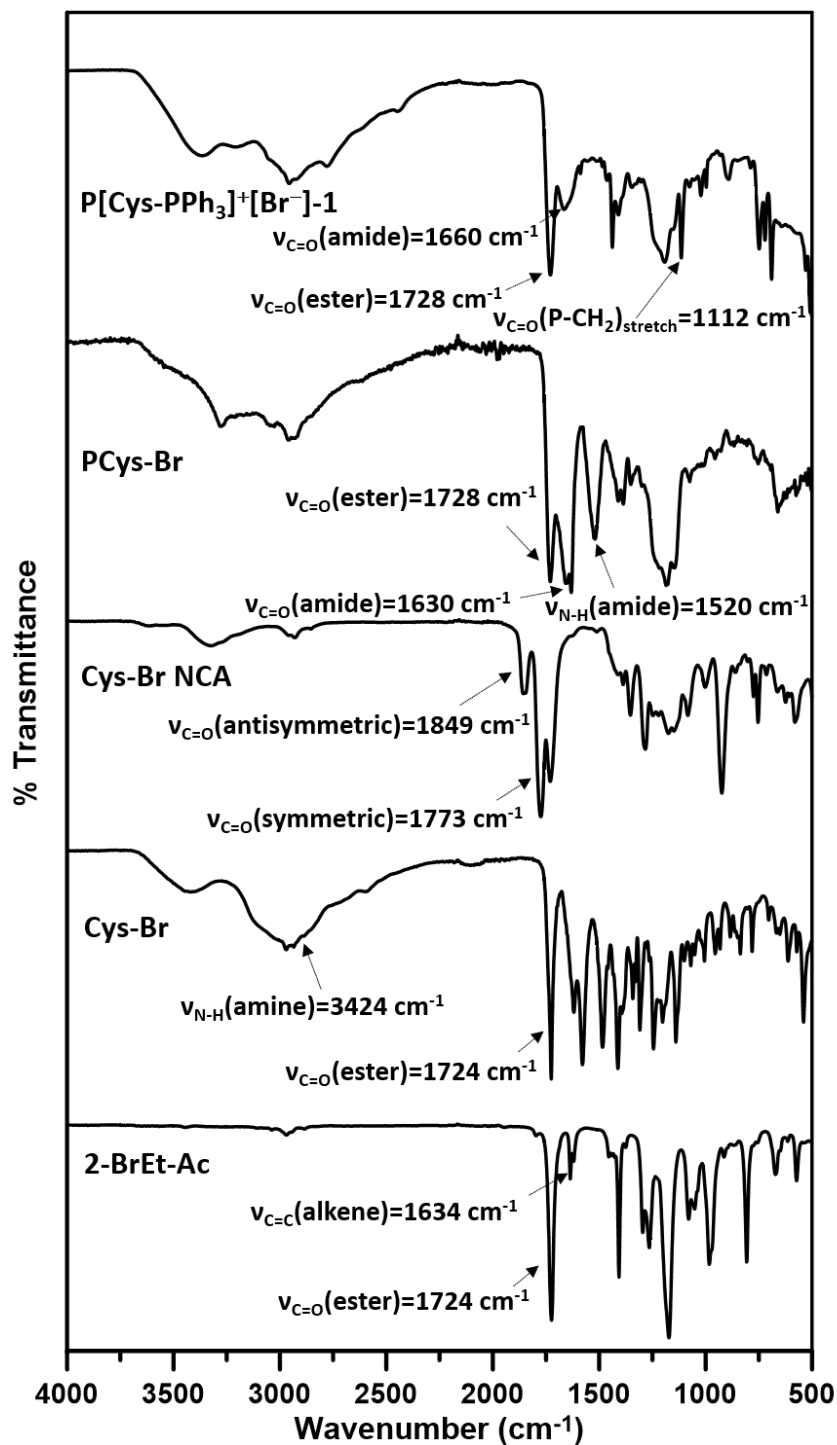 P[Cys-PPh₃]⁺[Br⁻]-1
νC=O(amide)=1660 cm⁻¹
νC=O(ester)=1728 cm⁻¹
νC=O(P-CH₂)stretch=1112 cm⁻¹
PCys-Br
νC=O(ester)=1728 cm⁻¹
νC=O(amide)=1630 cm⁻¹
νN-H(amide)=1520 cm⁻¹
Cys-Br NCA
νC=O(antisymmetric)=1849 cm⁻¹
νC=O(symmetric)=1773 cm⁻¹
Cys-Br
νN-H(amine)=3424 cm⁻¹
νC=O(ester)=1724 cm⁻¹
2-BrEt-Ac
νC=C(alkene)=1634 cm⁻¹
νC=O(ester)=1724 cm⁻¹
% Transmittance
4000 3500 3000 2500 2000 1500 1000 500
Wavenumber (cm⁻¹)